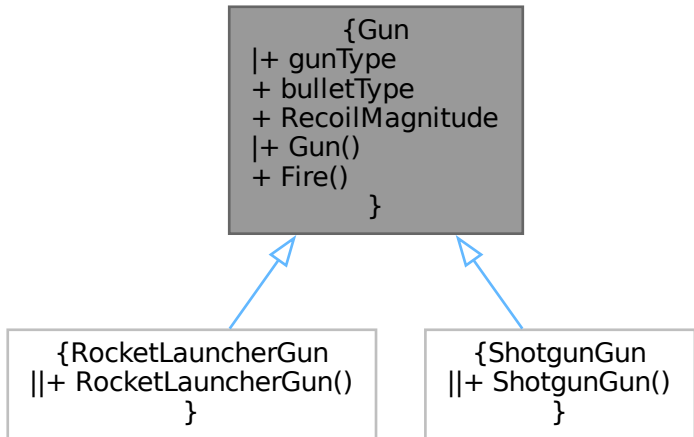 {Gun
|+ gunType
+ bulletType
+ RecoilMagnitude
|+ Gun()
+ Fire()
}
{RocketLauncherGun
||+ RocketLauncherGun()
}
{ShotgunGun
||+ ShotgunGun()
}